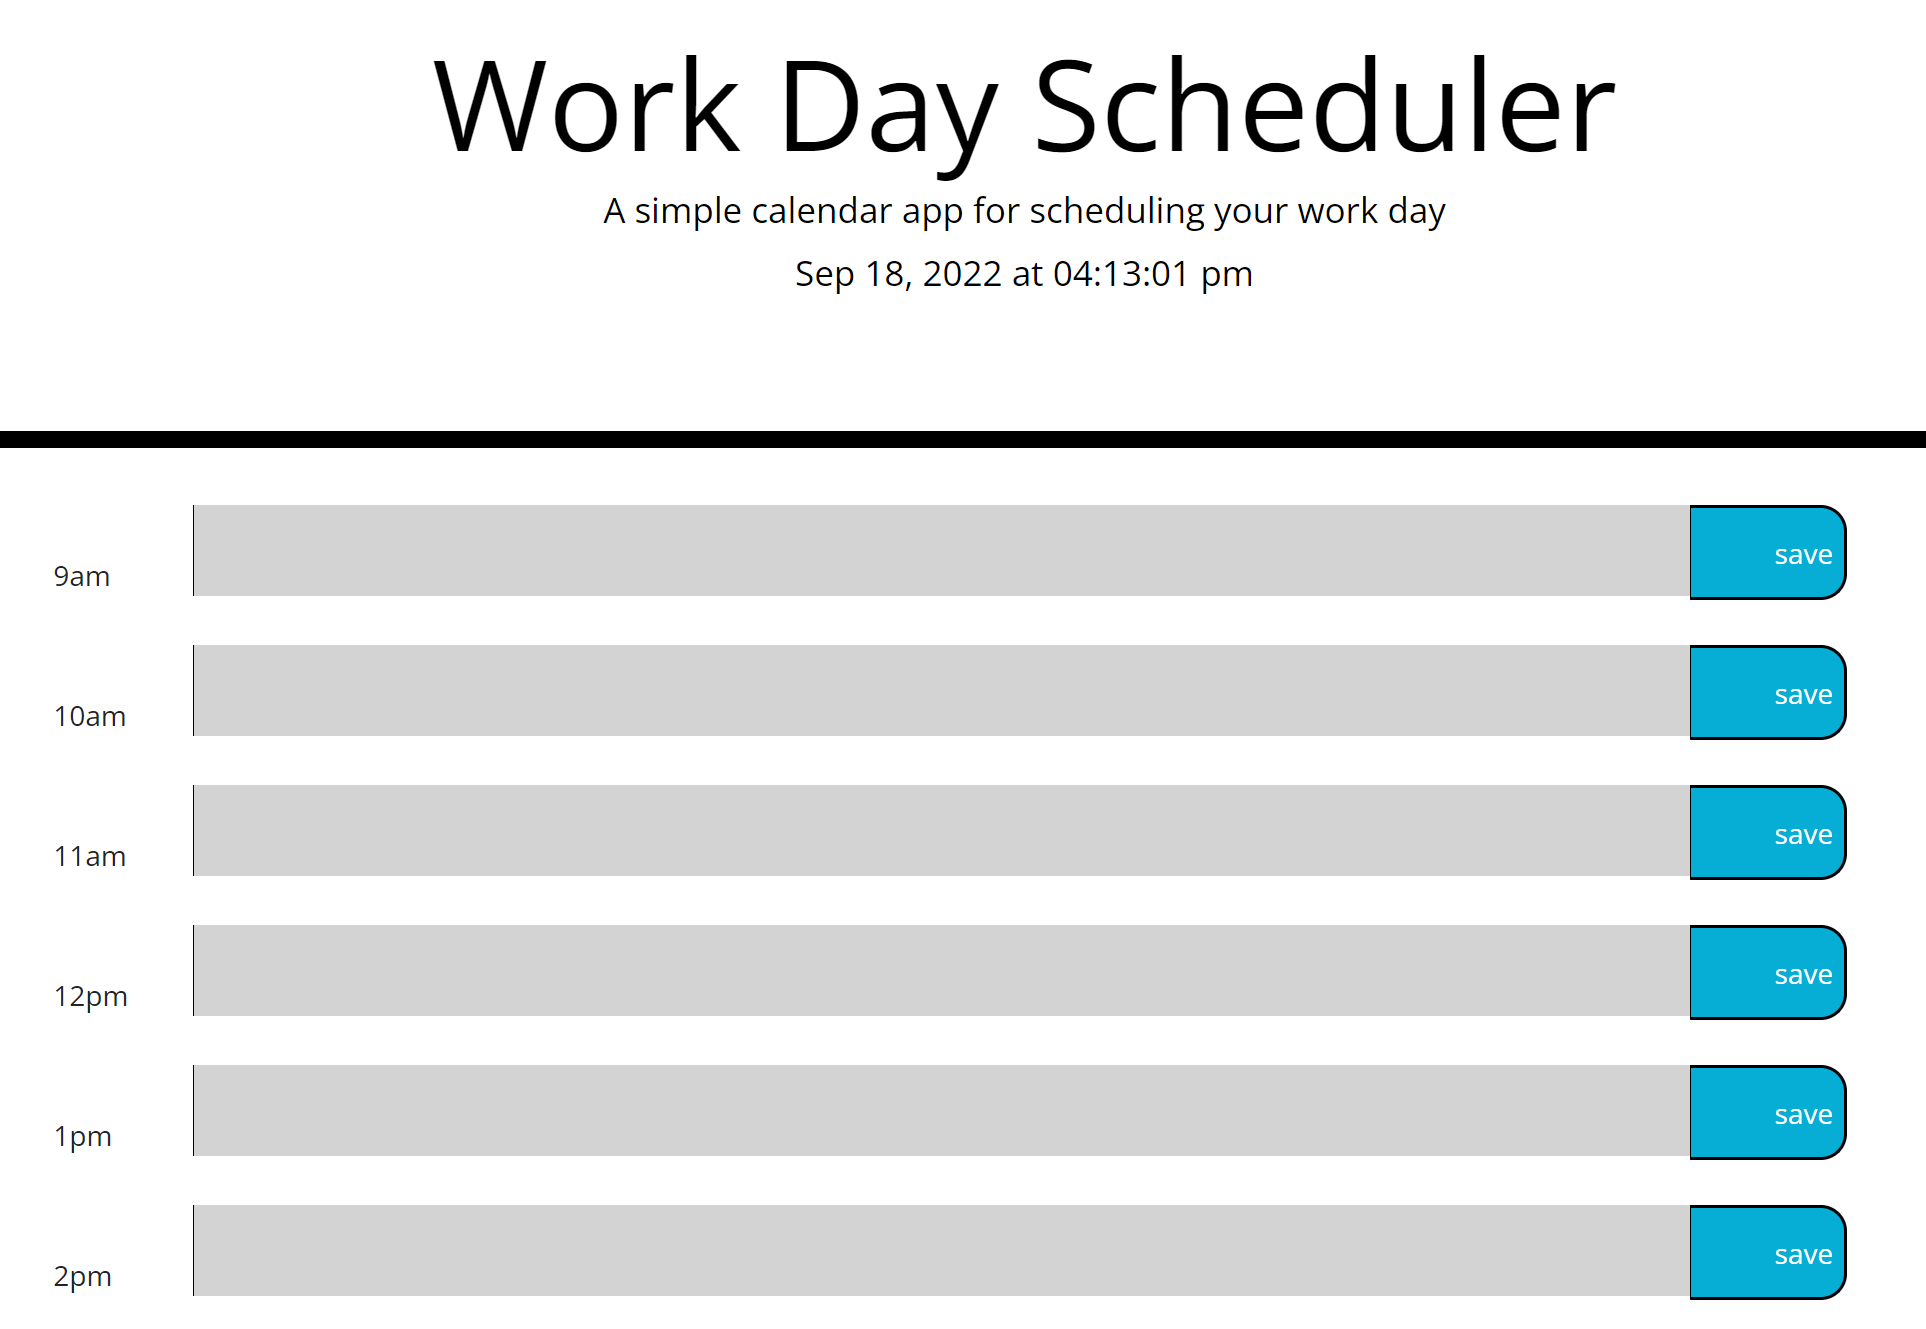 Work Day Scheduler
A simple calendar app for scheduling your work day
Sep 18, 2022 at 04:13:01 pm
9am save
10am save
11am save
12pm save
1pm save
2pm save